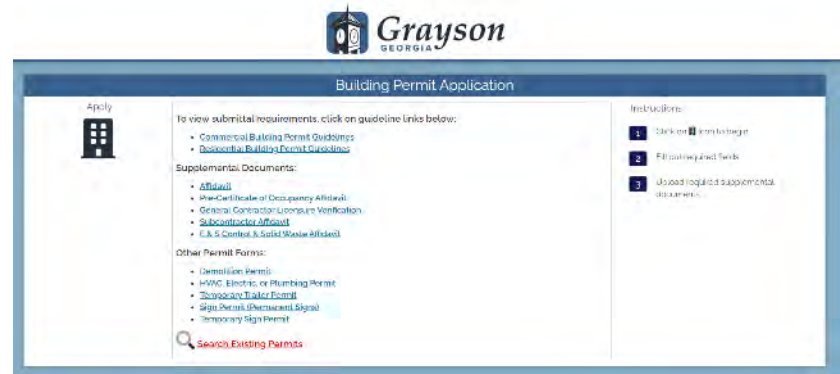 Grayson
GEORGIA
Building Permit Application
Apply
To view submittal requirements, click on guideline links below:
Commercial Building Permit Guidelines
Residential Building Permit Guidelines
Supplemental Documents:
Affidavit
Pre-Certificate of Occupancy Affidavit
General Contractor Licensure Verification
Subcontractor Affidavit
E & S Control & Solid Waste Affidavit
Other Permit Forms:
Demolition Permit
HVAC, Electric, or Plumbing Permit
Temporary Trailer Permit
Sign Permit (Permanent Signs)
Temporary Sign Permit
Search Existing Permits
Instructions
1 Click on icon to begin
2 Fill out required fields
3 Upload required supplemental
documents